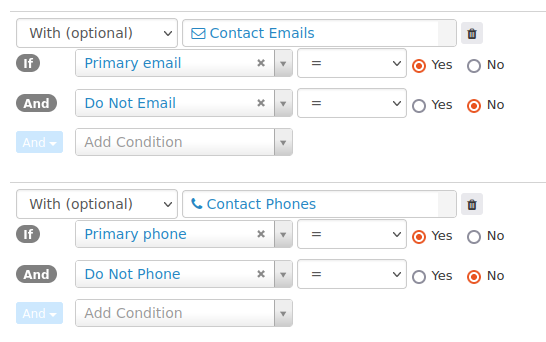 With (optional) Contact Emails
If Primary email × = Yes No
And Do Not Email × = Yes No
And Add Condition
With (optional) Contact Phones
If Primary phone × = Yes No
And Do Not Phone × = Yes No
And Add Condition